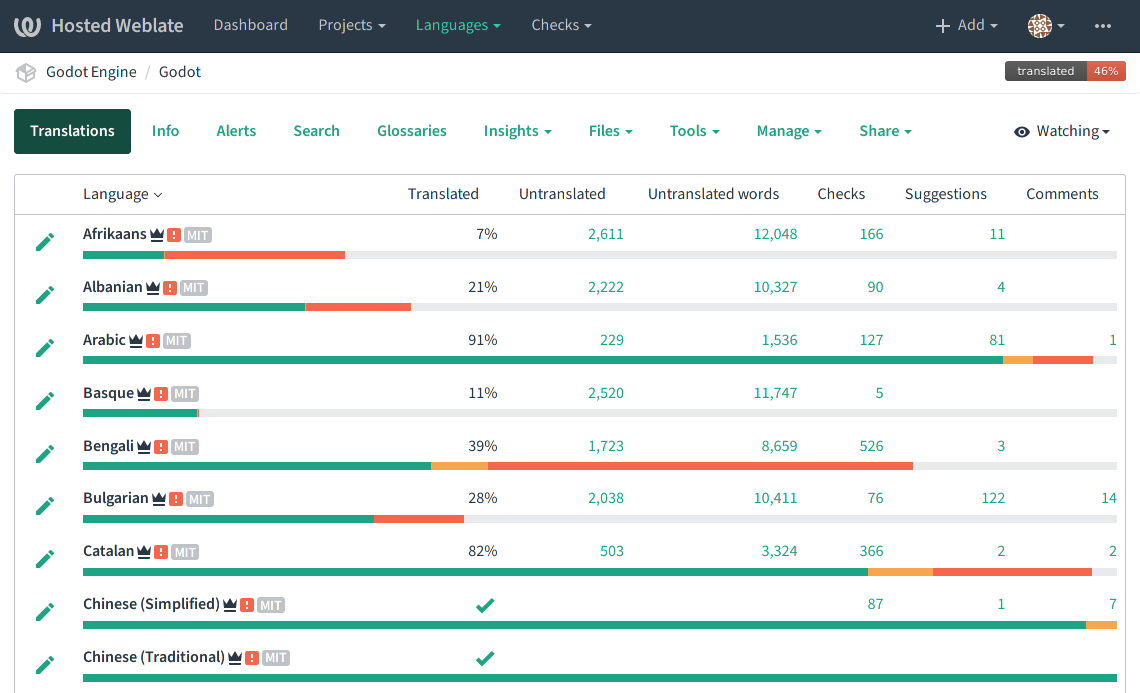 Hosted Weblate Dashboard Projects Languages Checks Add
Godot Engine / Godot translated 46%
Translations Info Alerts Search Glossaries Insights Files Tools Manage Share Watching
Language Translated Untranslated Untranslated words Checks Suggestions Comments
Afrikaans MIT 7% 2,611 12,048 166 11
Albanian MIT 21% 2,222 10,327 90 4
Arabic MIT 91% 229 1,536 127 81 1
Basque MIT 11% 2,520 11,747 5
Bengali MIT 39% 1,723 8,659 526 3
Bulgarian MIT 28% 2,038 10,411 76 122 14
Catalan MIT 82% 503 3,324 366 2 2
Chinese (Simplified) MIT 87 1 7
Chinese (Traditional) MIT